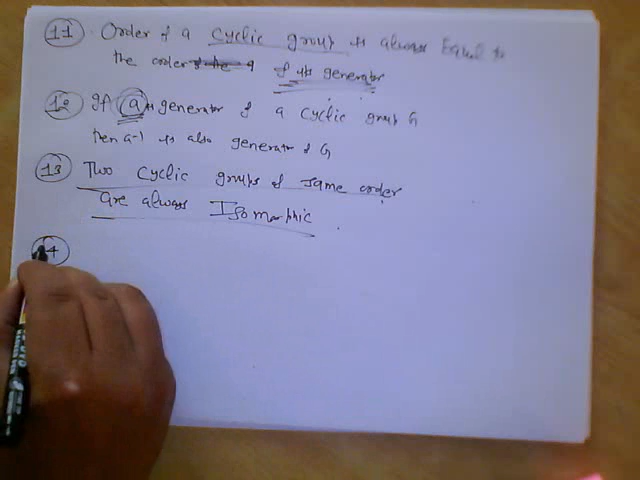 11 Order of a cyclic group is always Equal to
the order of its generator
12 If a is generator of a cyclic group G
then a-1 is also generator of G
13 Two cyclic groups of same order
are always Isomorphic
14